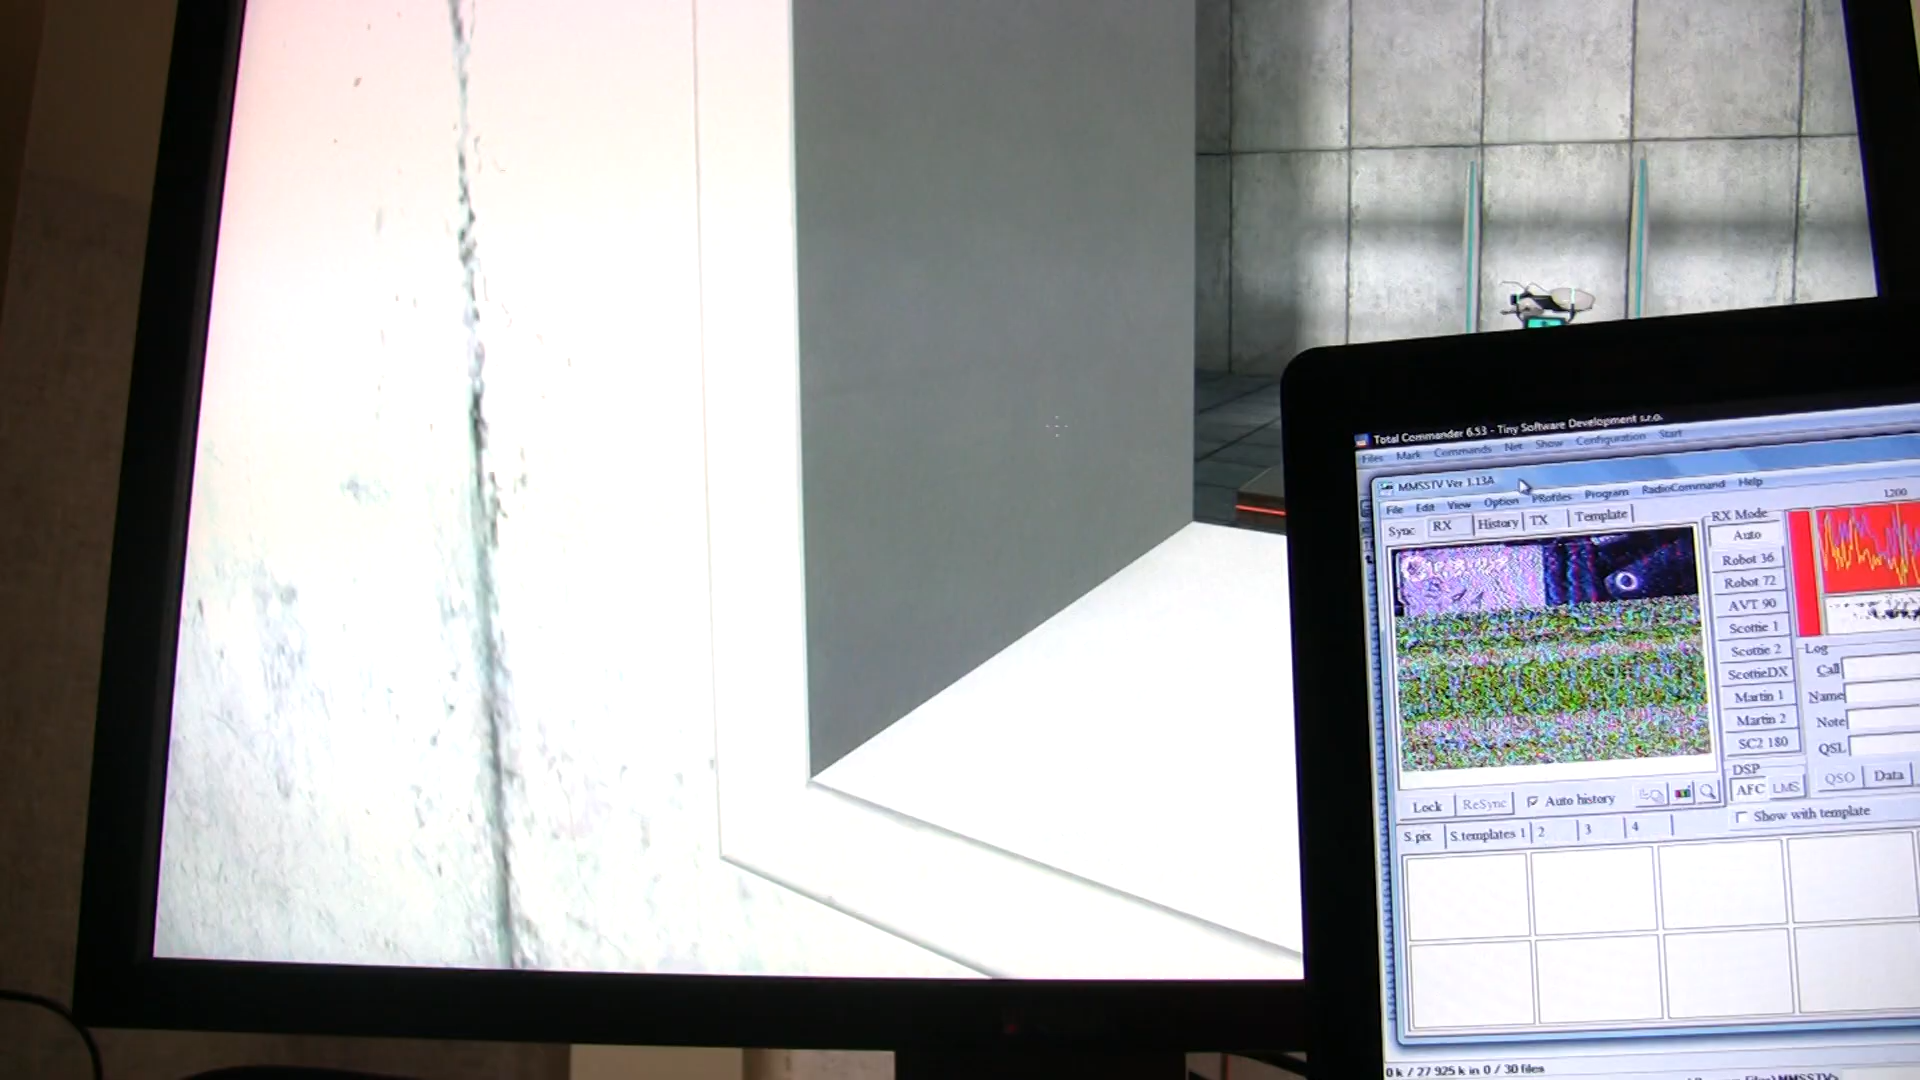 Total Commander 6.53 - Tiny Software Development s.r.o.
Files Mark Commands Net Show Configuration Start
MMSSTV Ver 1.13A
File Edit View Option PRofiles Program RadioCommand Help
Sync RX History TX Template
RX Mode
1200
Auto
Robot 36
Robot 72
AVT 90
Scottie 1
Scottie 2
ScottieDX
Martin 1
Martin 2
SC2 180
DSP
AFC LMS
Log
Call
Name
Note
QSL
QSO Data
Lock ReSync Auto history
Show with template
S.pix S.templates 1 2 3 4
0 k / 27 925 k in 0 / 30 files